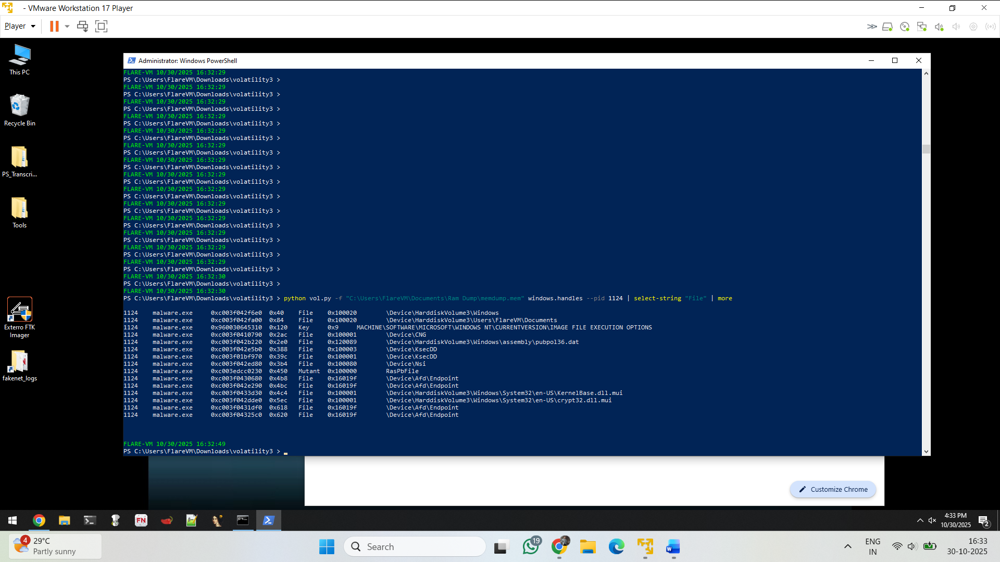 - VMware Workstation 17 Player
Player
This PC
Recycle Bin
PS_Transcri...
Tools
Exterro FTK
Imager
fakenet_logs
Administrator: Windows PowerShell
FLARE-VM 10/30/2025 16:32:29
PS C:\Users\FlareVM\Downloads\volatility3 >
FLARE-VM 10/30/2025 16:32:29
PS C:\Users\FlareVM\Downloads\volatility3 >
FLARE-VM 10/30/2025 16:32:29
PS C:\Users\FlareVM\Downloads\volatility3 >
FLARE-VM 10/30/2025 16:32:29
PS C:\Users\FlareVM\Downloads\volatility3 >
FLARE-VM 10/30/2025 16:32:29
PS C:\Users\FlareVM\Downloads\volatility3 >
FLARE-VM 10/30/2025 16:32:29
PS C:\Users\FlareVM\Downloads\volatility3 >
FLARE-VM 10/30/2025 16:32:29
PS C:\Users\FlareVM\Downloads\volatility3 >
FLARE-VM 10/30/2025 16:32:29
PS C:\Users\FlareVM\Downloads\volatility3 >
FLARE-VM 10/30/2025 16:32:29
PS C:\Users\FlareVM\Downloads\volatility3 >
FLARE-VM 10/30/2025 16:32:29
PS C:\Users\FlareVM\Downloads\volatility3 >
FLARE-VM 10/30/2025 16:32:29
PS C:\Users\FlareVM\Downloads\volatility3 >
FLARE-VM 10/30/2025 16:32:29
PS C:\Users\FlareVM\Downloads\volatility3 >
FLARE-VM 10/30/2025 16:32:29
PS C:\Users\FlareVM\Downloads\volatility3 >
FLARE-VM 10/30/2025 16:32:29
PS C:\Users\FlareVM\Downloads\volatility3 >
FLARE-VM 10/30/2025 16:32:30
PS C:\Users\FlareVM\Downloads\volatility3 >
FLARE-VM 10/30/2025 16:32:30
PS C:\Users\FlareVM\Downloads\volatility3 > python vol.py -f "C:\Users\FlareVM\Documents\Ram Dump\memdump.mem" windows.handles --pid 1124 | select-string "File" | more
1124 malware.exe 0xc003f042f6e0 0x40 File 0x100020 \Device\HarddiskVolume3\Windows
1124 malware.exe 0xc003f042fa00 0x84 File 0x100020 \Device\HarddiskVolume3\Users\FlareVM\Documents
1124 malware.exe 0x960030645310 0x120 Key 0x9 MACHINE\SOFTWARE\MICROSOFT\WINDOWS NT\CURRENTVERSION\IMAGE FILE EXECUTION OPTIONS
1124 malware.exe 0xc003f0410790 0x2ac File 0x100001 \Device\CNG
1124 malware.exe 0xc003f042b220 0x2e0 File 0x120089 \Device\HarddiskVolume3\Windows\assembly\pubpol36.dat
1124 malware.exe 0xc003f042e5b0 0x388 File 0x100003 \Device\KsecDD
1124 malware.exe 0xc003f01bf970 0x39c File 0x100001 \Device\KsecDD
1124 malware.exe 0xc003f042ed80 0x3b4 File 0x100080 \Device\Nsi
1124 malware.exe 0xc003edcc0230 0x450 Mutant 0x100000 RasPbFile
1124 malware.exe 0xc003f0430680 0x4b8 File 0x16019f \Device\Afd\Endpoint
1124 malware.exe 0xc003f042e290 0x4bc File 0x16019f \Device\Afd\Endpoint
1124 malware.exe 0xc003f0433d30 0x4c4 File 0x100001 \Device\HarddiskVolume3\Windows\System32\en-US\KernelBase.dll.mui
1124 malware.exe 0xc003f042dde0 0x5ec File 0x100001 \Device\HarddiskVolume3\Windows\System32\en-US\crypt32.dll.mui
1124 malware.exe 0xc003f0431df0 0x618 File 0x16019f \Device\Afd\Endpoint
1124 malware.exe 0xc003f04325c0 0x620 File 0x16019f \Device\Afd\Endpoint
FLARE-VM 10/30/2025 16:32:49
PS C:\Users\FlareVM\Downloads\volatility3 >
Customize Chrome
FN
4:33 PM
10/30/2025
2
4
29°C
Partly sunny
Search
19
W
ENG
IN
16:33
30-10-2025